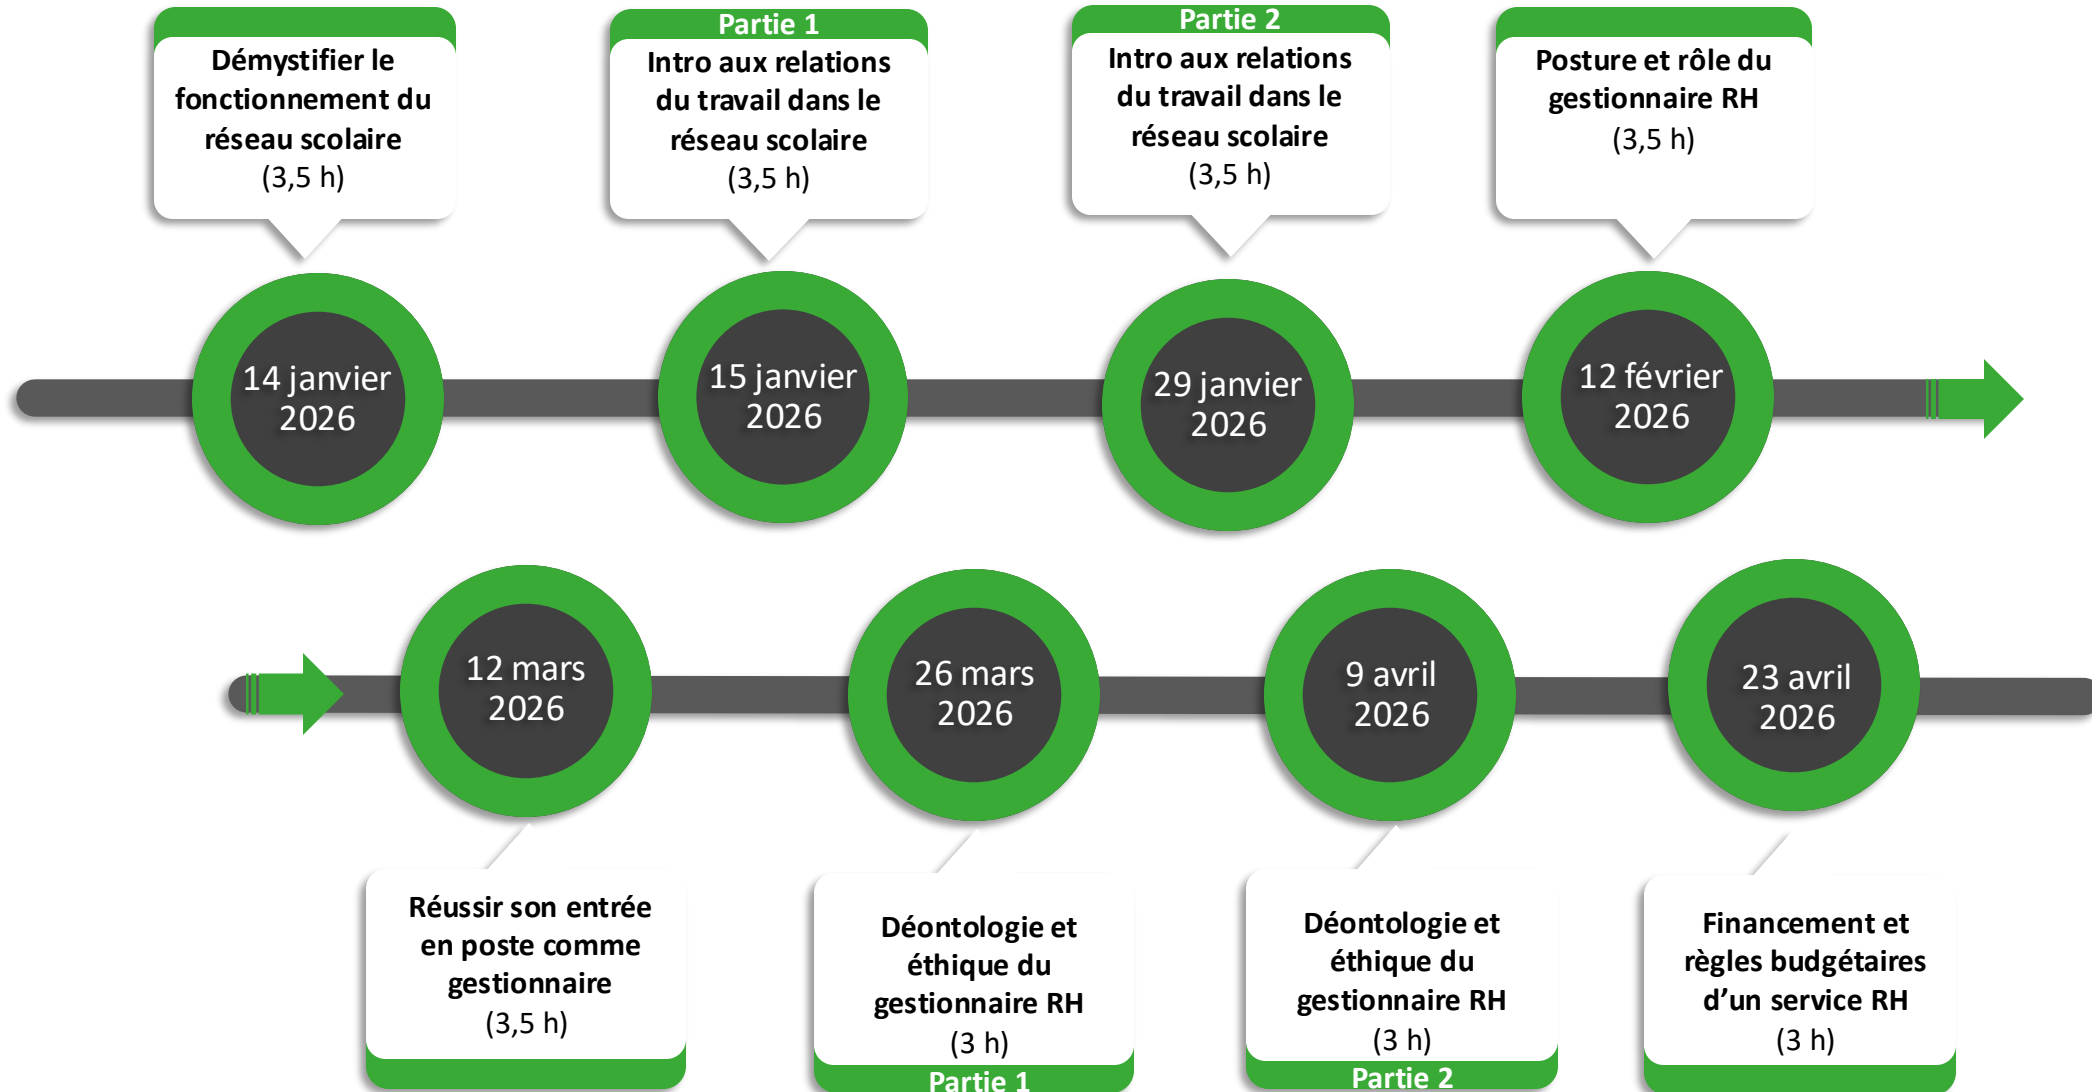 Démystifier le
fonctionnement du
réseau scolaire
(3,5 h)
Partie 1
Intro aux relations
du travail dans le
réseau scolaire
(3,5 h)
Partie 2
Intro aux relations
du travail dans le
réseau scolaire
(3,5 h)
Posture et rôle du
gestionnaire RH
(3,5 h)
14 janvier
2026
15 janvier
2026
29 janvier
2026
12 février
2026
12 mars
2026
26 mars
2026
9 avril
2026
23 avril
2026
Réussir son entrée
en poste comme
gestionnaire
(3,5 h)
Déontologie et
éthique du
gestionnaire RH
(3 h)
Partie 1
Déontologie et
éthique du
gestionnaire RH
(3 h)
Partie 2
Financement et
règles budgétaires
d’un service RH
(3 h)